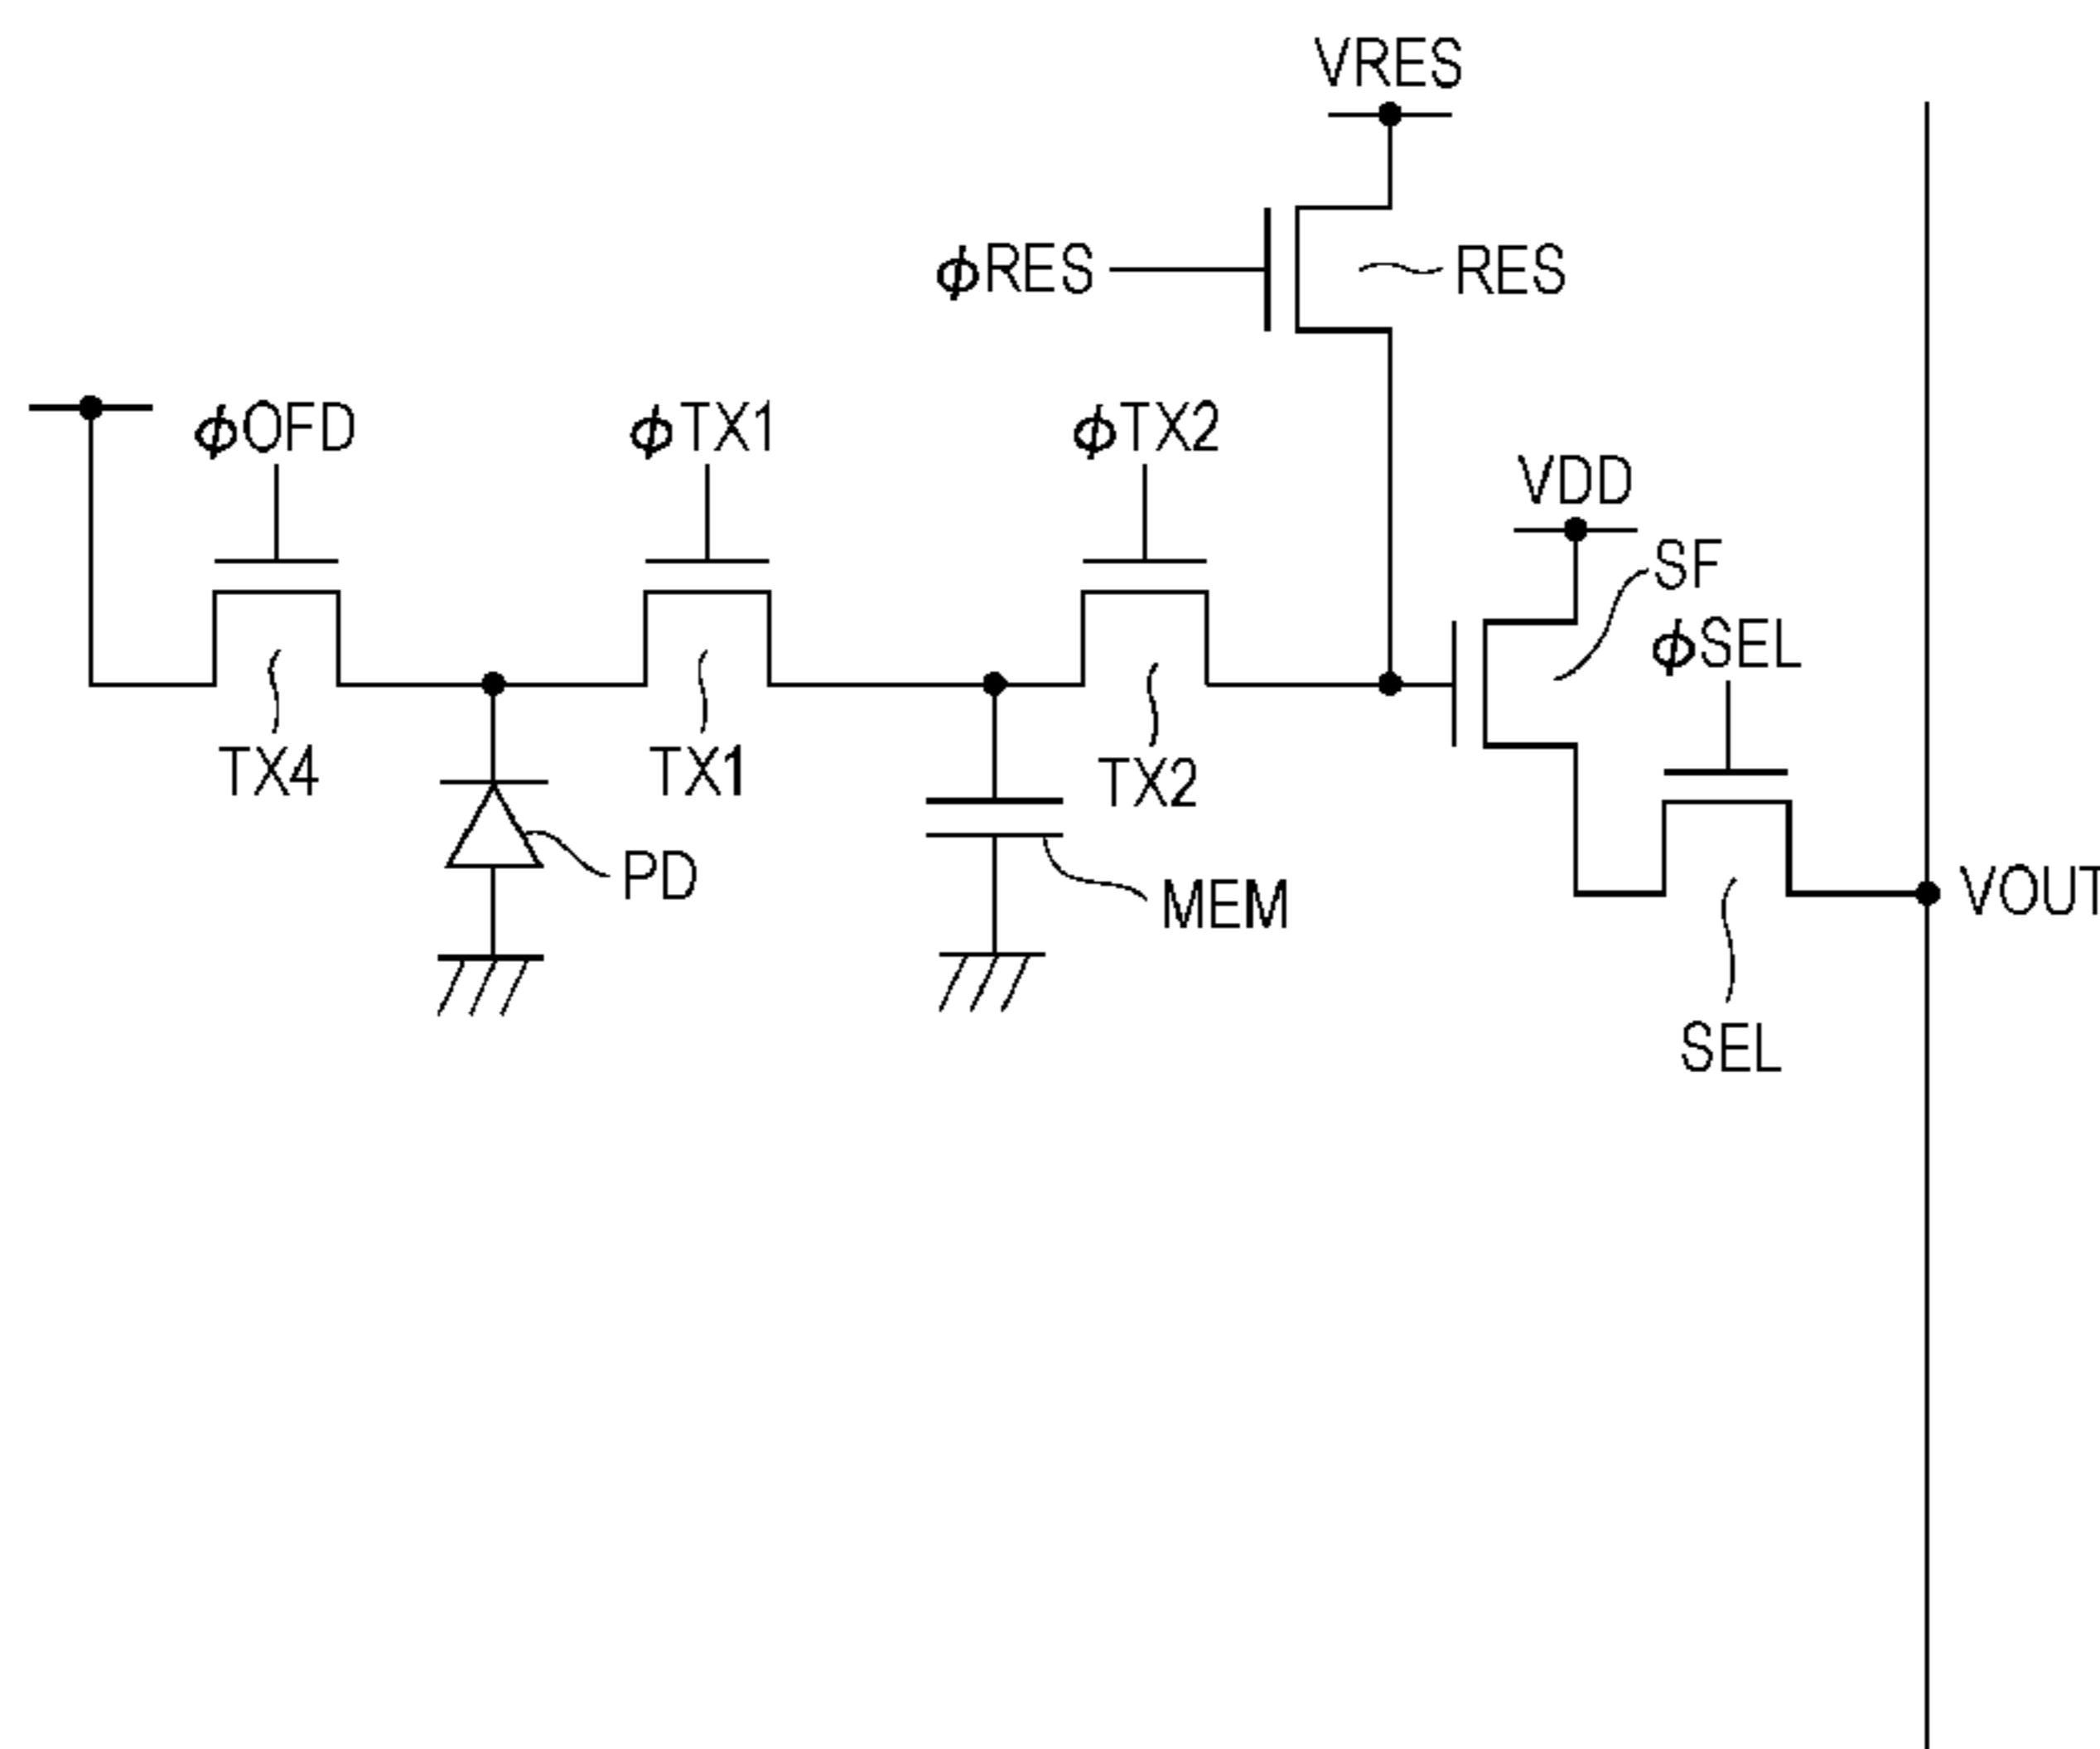 VRES
ϕRES
RES
ϕOFD
ϕTX1
ϕTX2
VDD
SF
ϕSEL
TX4
TX1
TX2
PD
MEM
VOUT
SEL